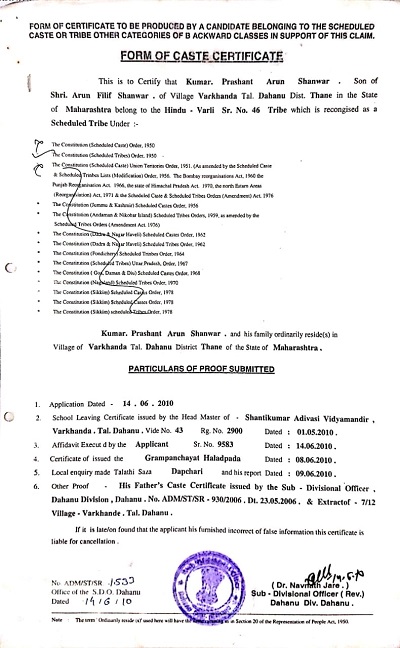 FORM OF CERTIFICATE TO BE PRODUCED BY A CANDIDATE BELONGING TO THE SCHEDULED
CASTE OR TRIBE OTHER CATEGORIES OF B ACKWARD CLASSES IN SUPPORT OF THIS CLAIM.
FORM OF CASTE CERTIFICATE
This is to Certify that Kumar. Prashant Arun Shanwar . Son of
Shri. Arun Filif Shanwar . of Village Varkhanda Tal. Dahanu Dist. Thane in the State
of Maharashtra belong to the Hindu - Varli Sr. No. 46 Tribe which is recongised as a
Scheduled Tribe Under :-
The Constitution (Scheduled Caste) Order, 1950
The Constitution (Scheduled Tribes) Order, 1950
The Constitution (Scheduled Caste) Union Terntories Order, 1951. (As amended by the Scheduled Caste
& Scheduled Trnbes Lists (Modification) Order, 1956. The Bombay reorganisations Act, 1960 the
Punjab Reorganisation Act. 1966, the state of Himachal Pradesh Act. 1970, the north Estam Areas
(Reorganisation) Act, 1971 & the Scheduled Caste & Scheduled Tribes Orders (Amendment) Act, 1976
* The Constitution (Jummu & Kashmir) Scheduled Castes Order, 1956
* The Constitution (Andaman & Nikobar Island) Scheduled Tribes Orders, 1959, as amended by the
Scheduled Tribes Orders (Amendment Act, 1976)
* The Constitution (Dadra & Nagar Haveli) Scheduled Castes Order, 1962
* The Constitution (Dadra & Nagar Haveli) Scheduled Tribes Order, 1962
* The Constitution (Pondichery) Scheduled Tribes Order, 1964
* The Constitution (Scheduled Tribes) Uttar Pradesh, Order, 1967
* The Constitution ( Goa, Daman & Diu) Scheduled Castes Order, 1968
* The Constitution (Nagaland) Scheduled Tribes Order, 1970
* The Constitution (Sikkim) Scheduled Castes Order, 1978
* The Constitution (Sikkim) Scheduled Castes Order, 1978
* The Constitution (Sikkim) scheduled Tribes Order, 1978
Kumar. Prashant Arun Shanwar . and his family ordinarily reside(s) in
Village of Varkhanda Tal. Dahanu District Thane of the State of Maharashtra .
PARTICULARS OF PROOF SUBMITTED
1. Application Dated - 14 . 06 . 2010
2. School Leaving Certificate issued by the Head Master of - Shantikumar Adivasi Vidyamandir ,
Varkhanda . Tal. Dahanu . Vide No. 43 Rg. No. 2900 Dated : 01.05.2010 .
3. Affidavit Executd by the Applicant Sr. No. 9583 Dated : 14.06.2010 .
4. Certificate of issued the Grampanchayat Haladpada Dated : 08.06.2010 .
5. Local enquiry made Talathi Saza Dapchari and his report Dated : 09.06.2010 .
6. Other Proof - His Father's Caste Certificate issued by the Sub - Divisional Officer ,
Dahanu Division , Dahanu . No. ADM/ST/SR - 930/2006 . Dt. 23.05.2006 . & Extractof - 7/12
Village - Varkhande . Tal. Dahanu .
If it is late/on found that the applicant his furnished incorrect of false information this certificate is
liable for cancellation .
No. ADM/ST/SR 1533
Office of the S.D.O. Dahanu
Dated 14/6/10
(Dr. Navnath Jare .)
Sub - Divisional Officer ( Rev.)
Dahanu Div. Dahanu .
Note : The term 'Ordinarily reside (s)' used here will have the in Section 20 of the Representation of People Act, 1950.